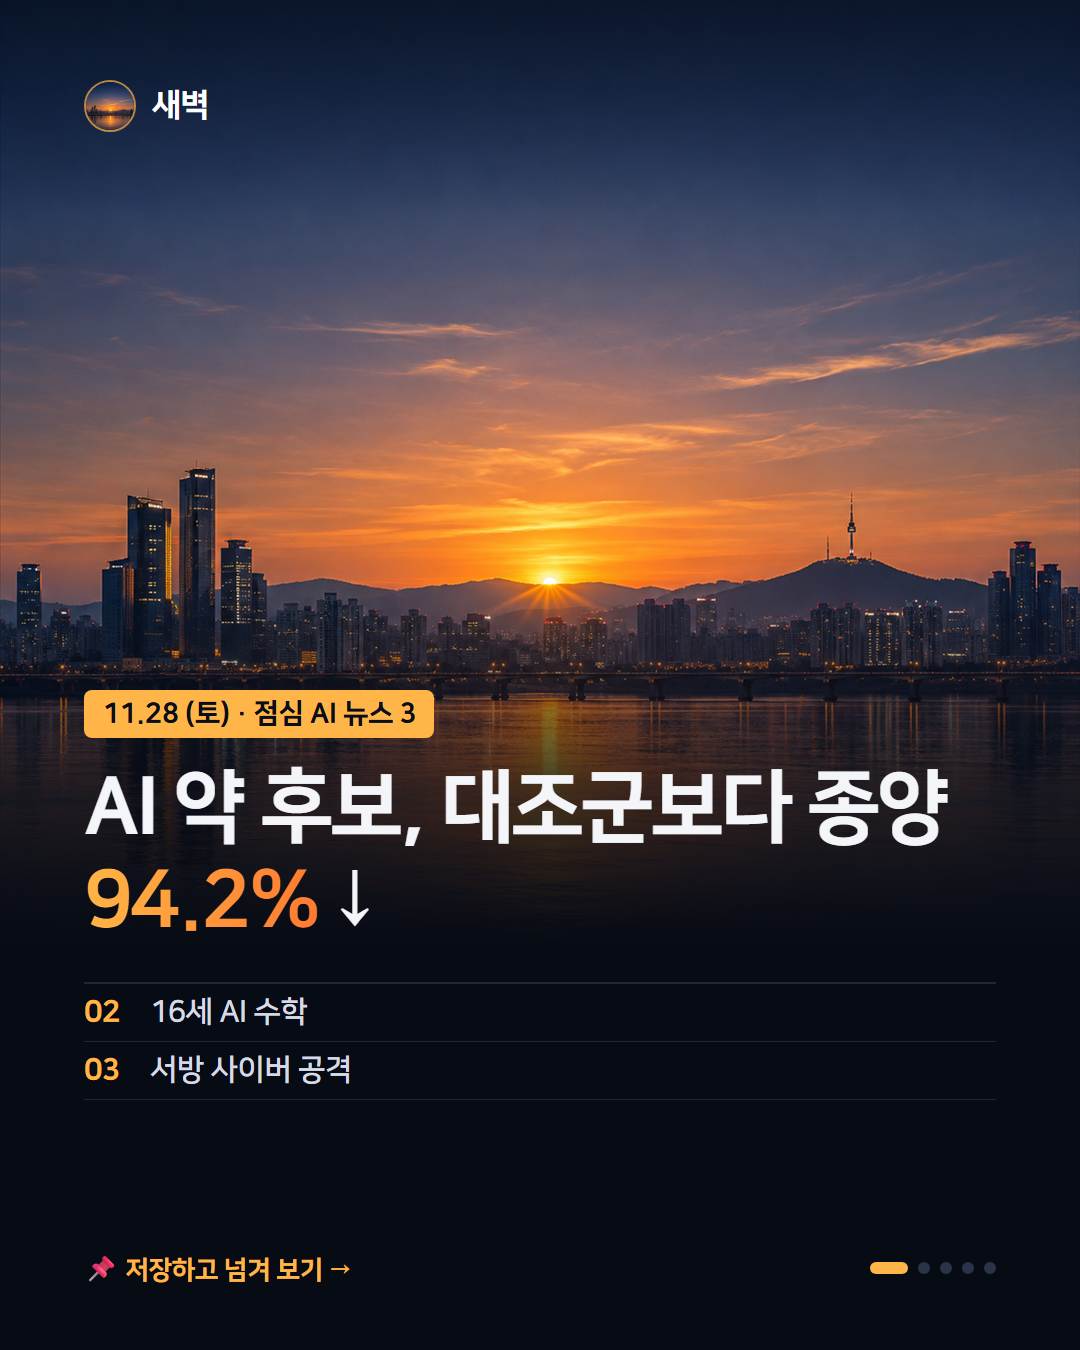 새벽
11.28 (토) · 점심 AI 뉴스 3
AI 약 후보, 대조군보다 종양
94.2% ↓
02 16세 AI 수학
03 서방 사이버 공격
📌 저장하고 넘겨 보기 →